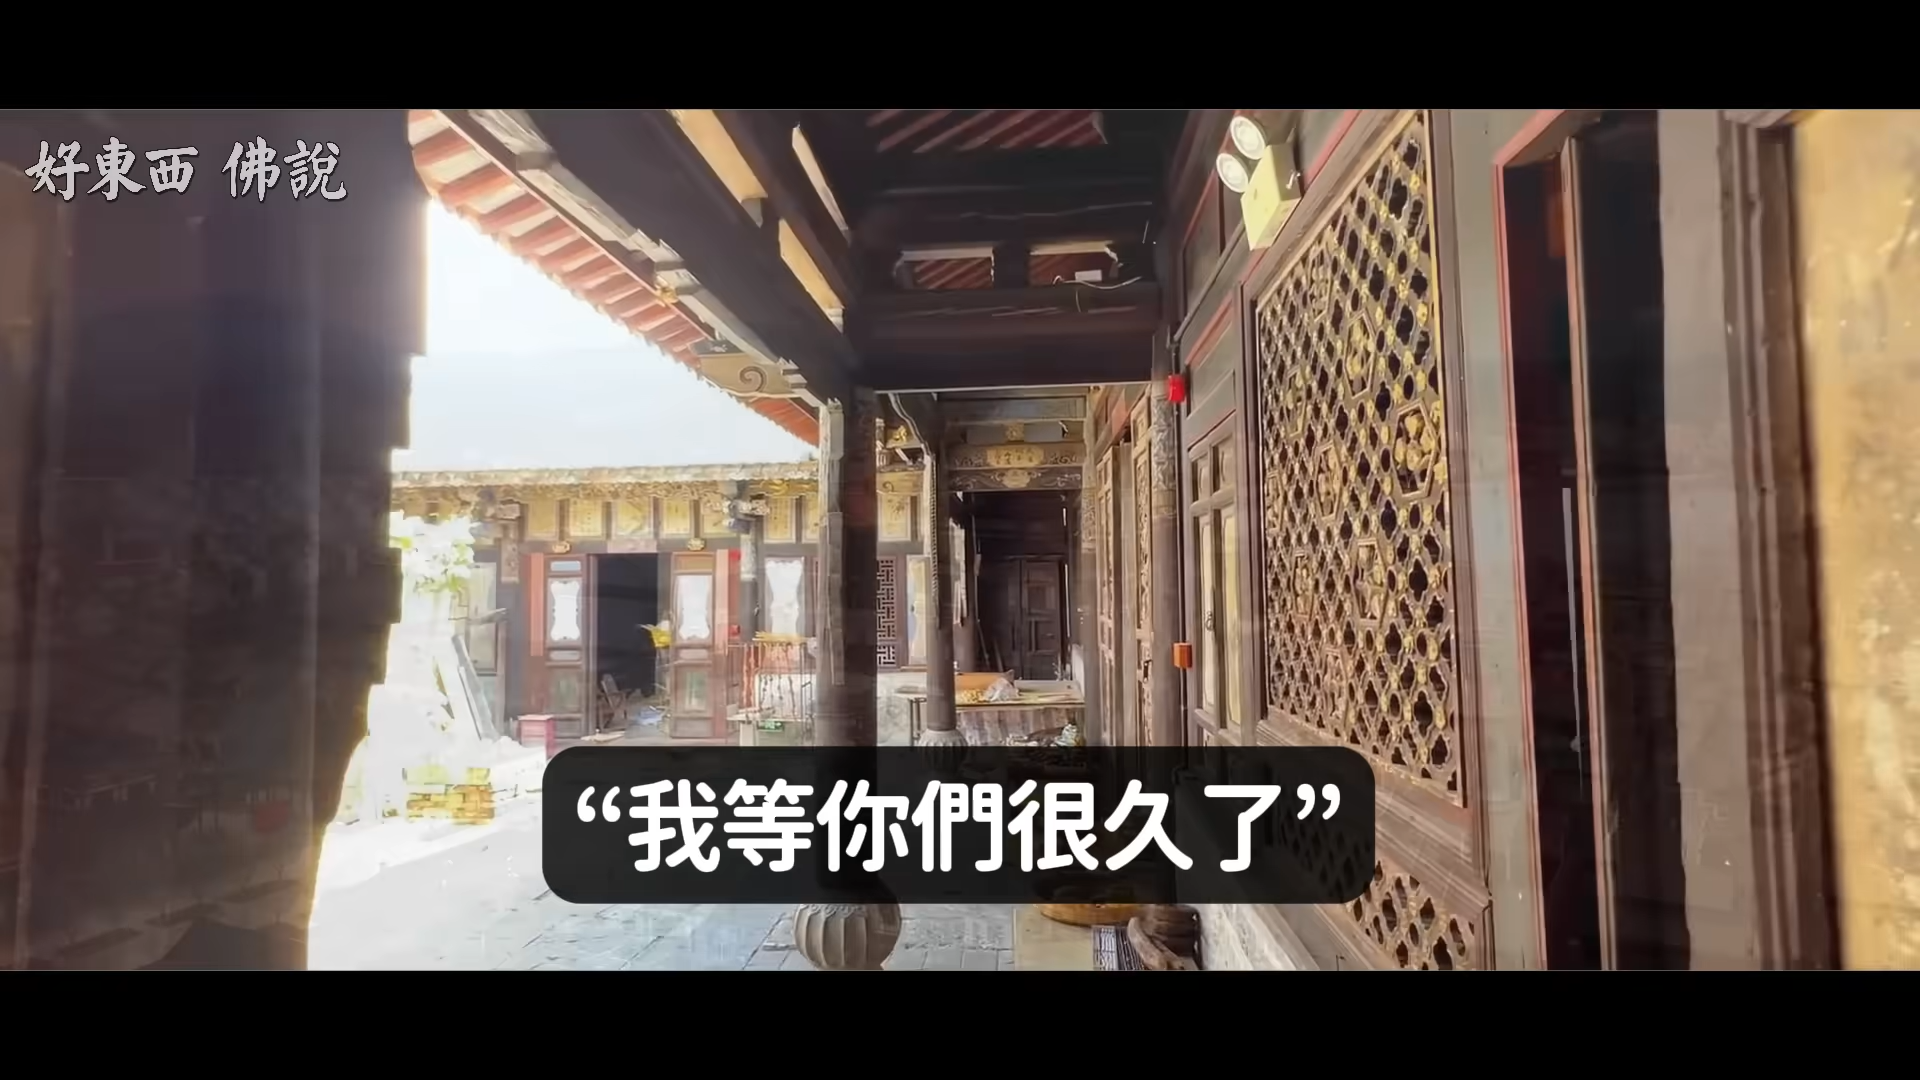 好東西 佛說
“我等你們很久了”